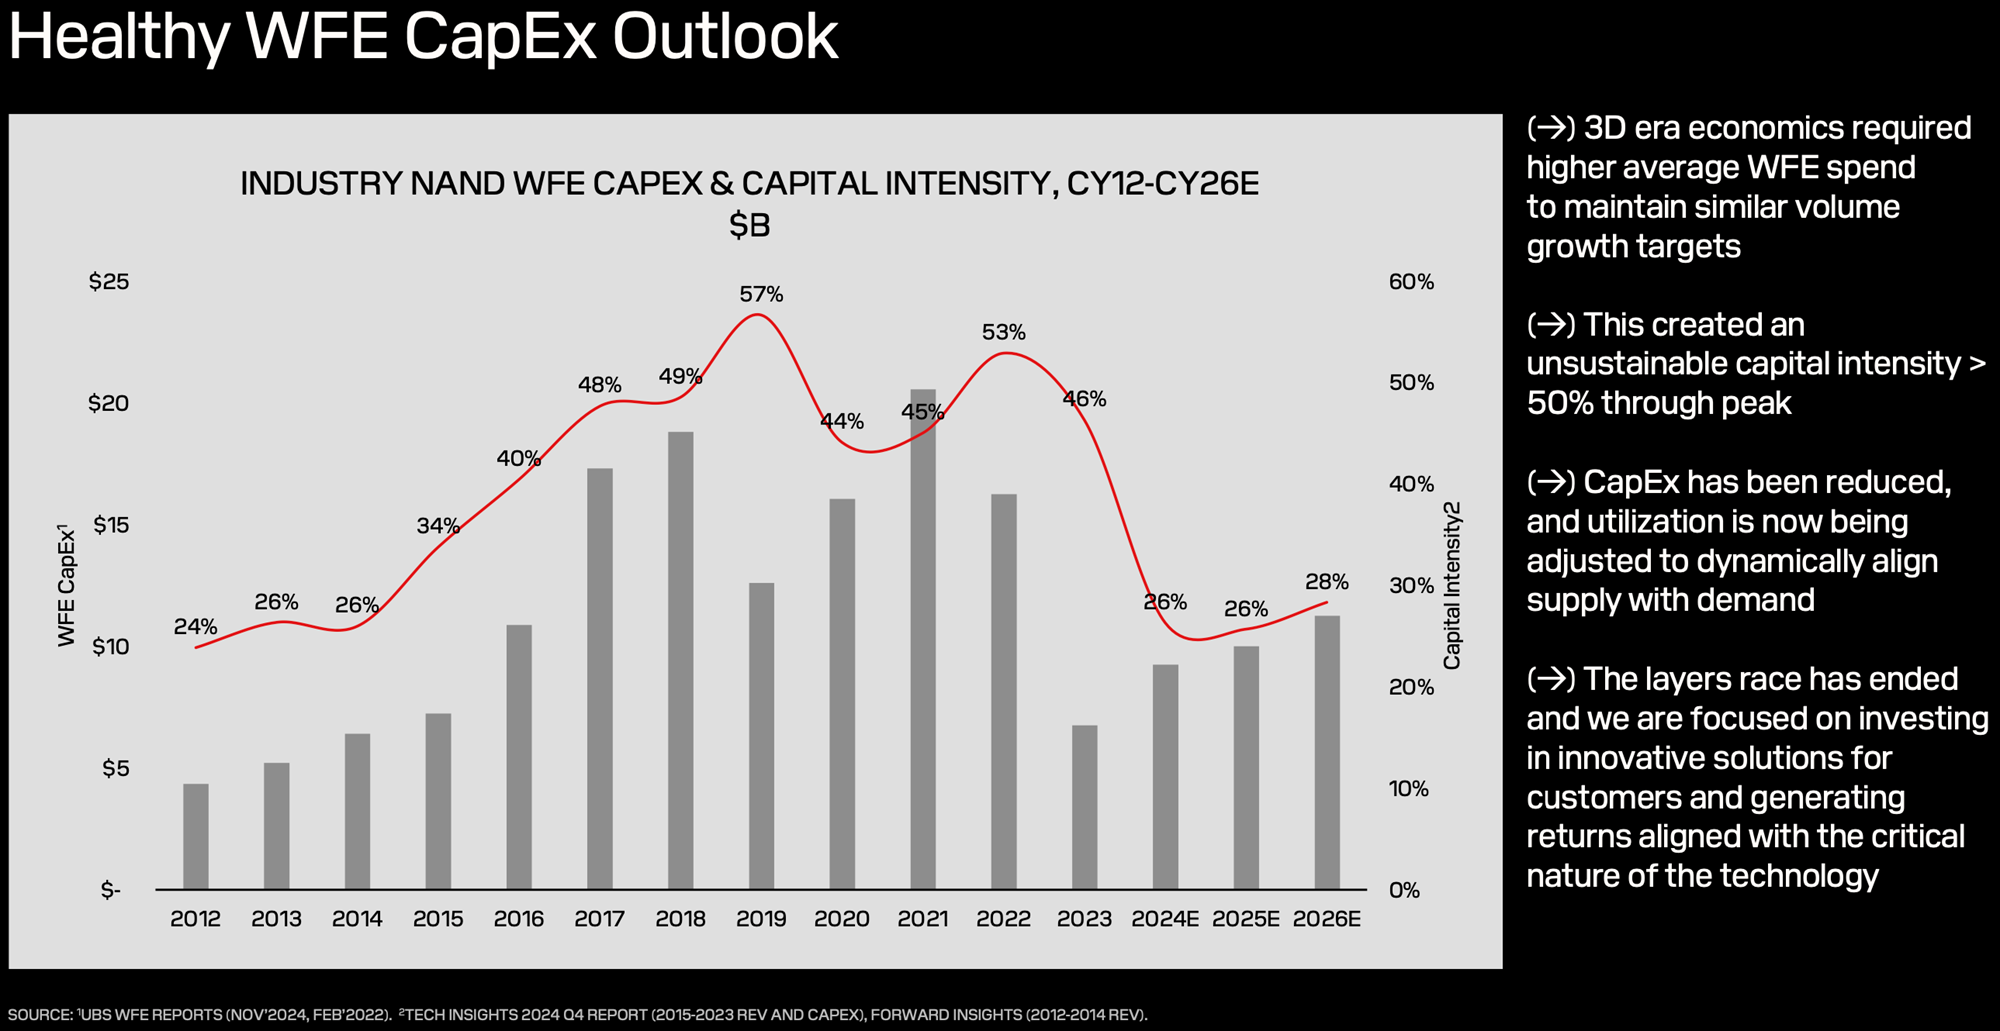 Healthy WFE CapEx Outlook
INDUSTRY NAND WFE CAPEX & CAPITAL INTENSITY, CY12-CY26E
$B
WFE CapEx¹
$25
$20
$15
$10
$5
$-
60%
50%
40%
30%
20%
10%
0%
Capital Intensity2
24%
26%
26%
34%
40%
48%
49%
57%
44%
45%
53%
46%
26%
26%
28%
2012 2013 2014 2015 2016 2017 2018 2019 2020 2021 2022 2023 2024E 2025E 2026E
(→) 3D era economics required
higher average WFE spend
to maintain similar volume
growth targets
(→) This created an
unsustainable capital intensity >
50% through peak
(→) CapEx has been reduced,
and utilization is now being
adjusted to dynamically align
supply with demand
(→) The layers race has ended
and we are focused on investing
in innovative solutions for
customers and generating
returns aligned with the critical
nature of the technology
SOURCE: ¹UBS WFE REPORTS (NOV'2024, FEB'2022). ²TECH INSIGHTS 2024 Q4 REPORT (2015-2023 REV AND CAPEX), FORWARD INSIGHTS (2012-2014 REV).